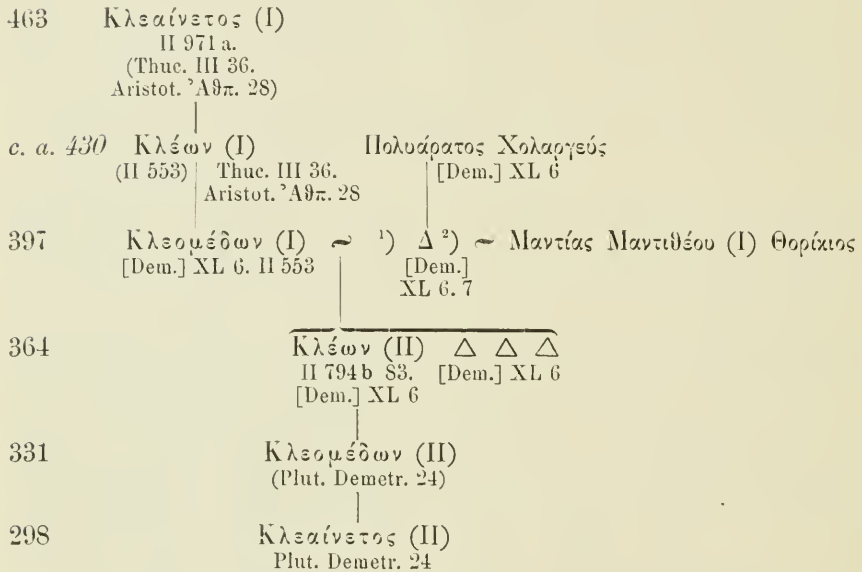 463 Κλεαίνετος (I)
II 971 a.
(Thuc. III 36.
Aristot. Ἀθπ. 28)
c. a. 430 Κλέων (I) Πολυάρατος Χολαργεύς
(II 553) Thuc. III 36. [Dem.] XL 6
Aristot. Ἀθπ. 28
397 Κλεομέδων (I) ~ ¹) Δ ²) ~ Μαντίας Μαντιθέου (I) Θορίκιος
[Dem.] XL 6. II 553 [Dem.]
XL 6. 7
364 Κλέων (II) △ △ △
II 794 b 83. [Dem.] XL 6
[Dem.] XL 6
331 Κλεομέδων (II)
(Plut. Demetr. 24)
298 Κλεαίνετος (II)
Plut. Demetr. 24